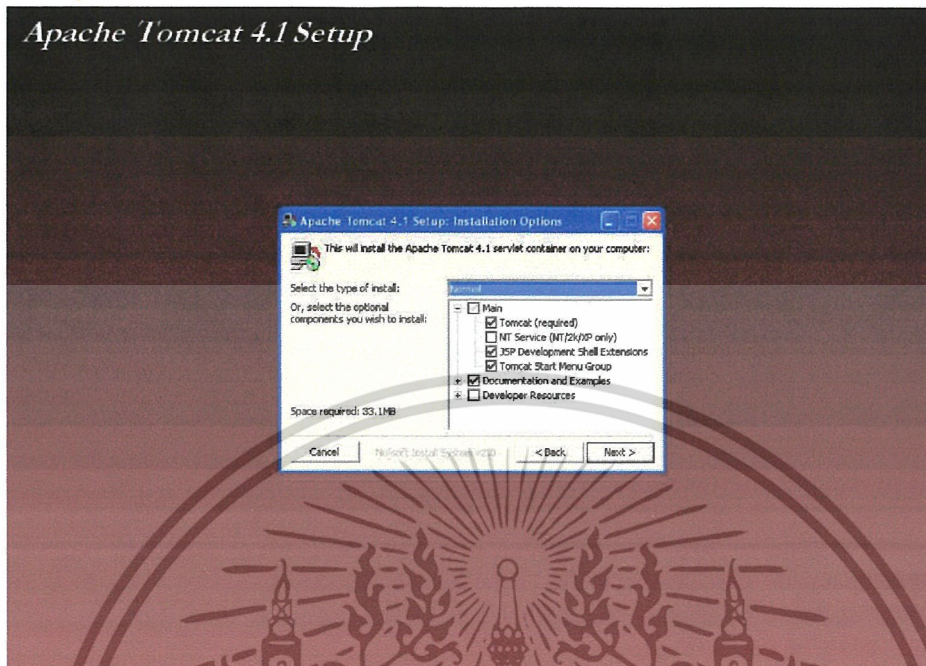 Apache Tomcat 4.1 Setup
Apache Tomcat 4.1 Setup: Installation Options
This will install the Apache Tomcat 4.1 servlet container on your computer:
Select the type of install:
Normal
Or, select the optional
components you wish to install:
Main
Tomcat (required)
NT Service (NT/2k/XP only)
JSP Development Shell Extensions
Tomcat Start Menu Group
Documentation and Examples
Developer Resources
Space required: 33.1MB
Cancel
Nullsoft Install System
< Back
Next >